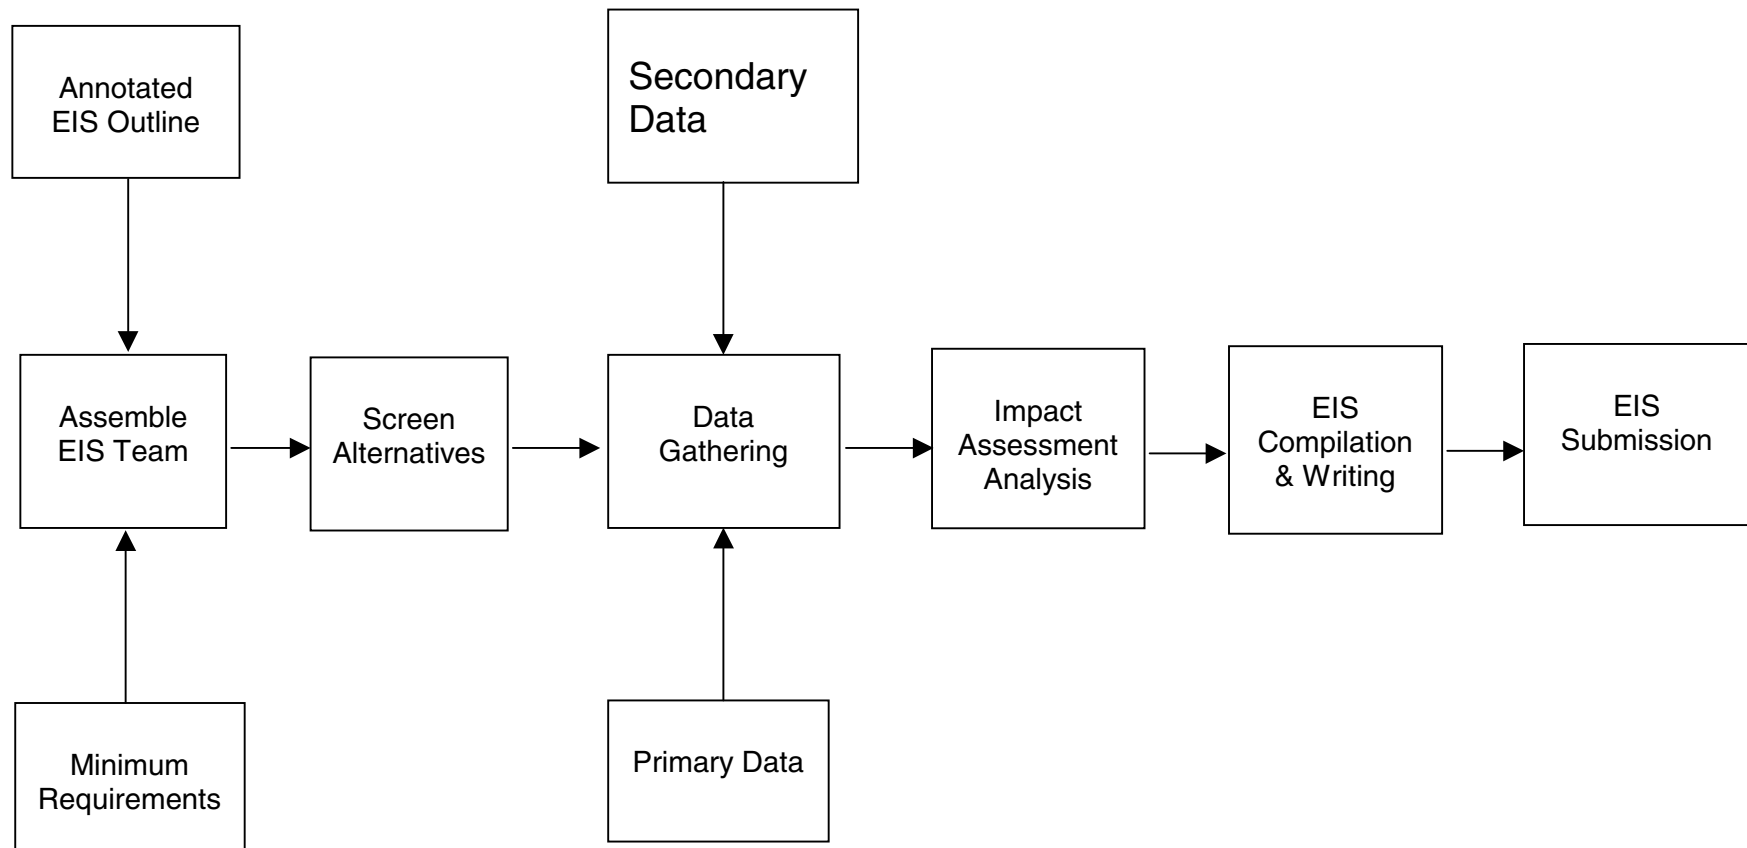 Annotated
EIS Outline
Secondary
Data
Assemble
EIS Team
Screen
Alternatives
Data
Gathering
Impact
Assessment
Analysis
EIS
Compilation
& Writing
EIS
Submission
Minimum
Requirements
Primary Data